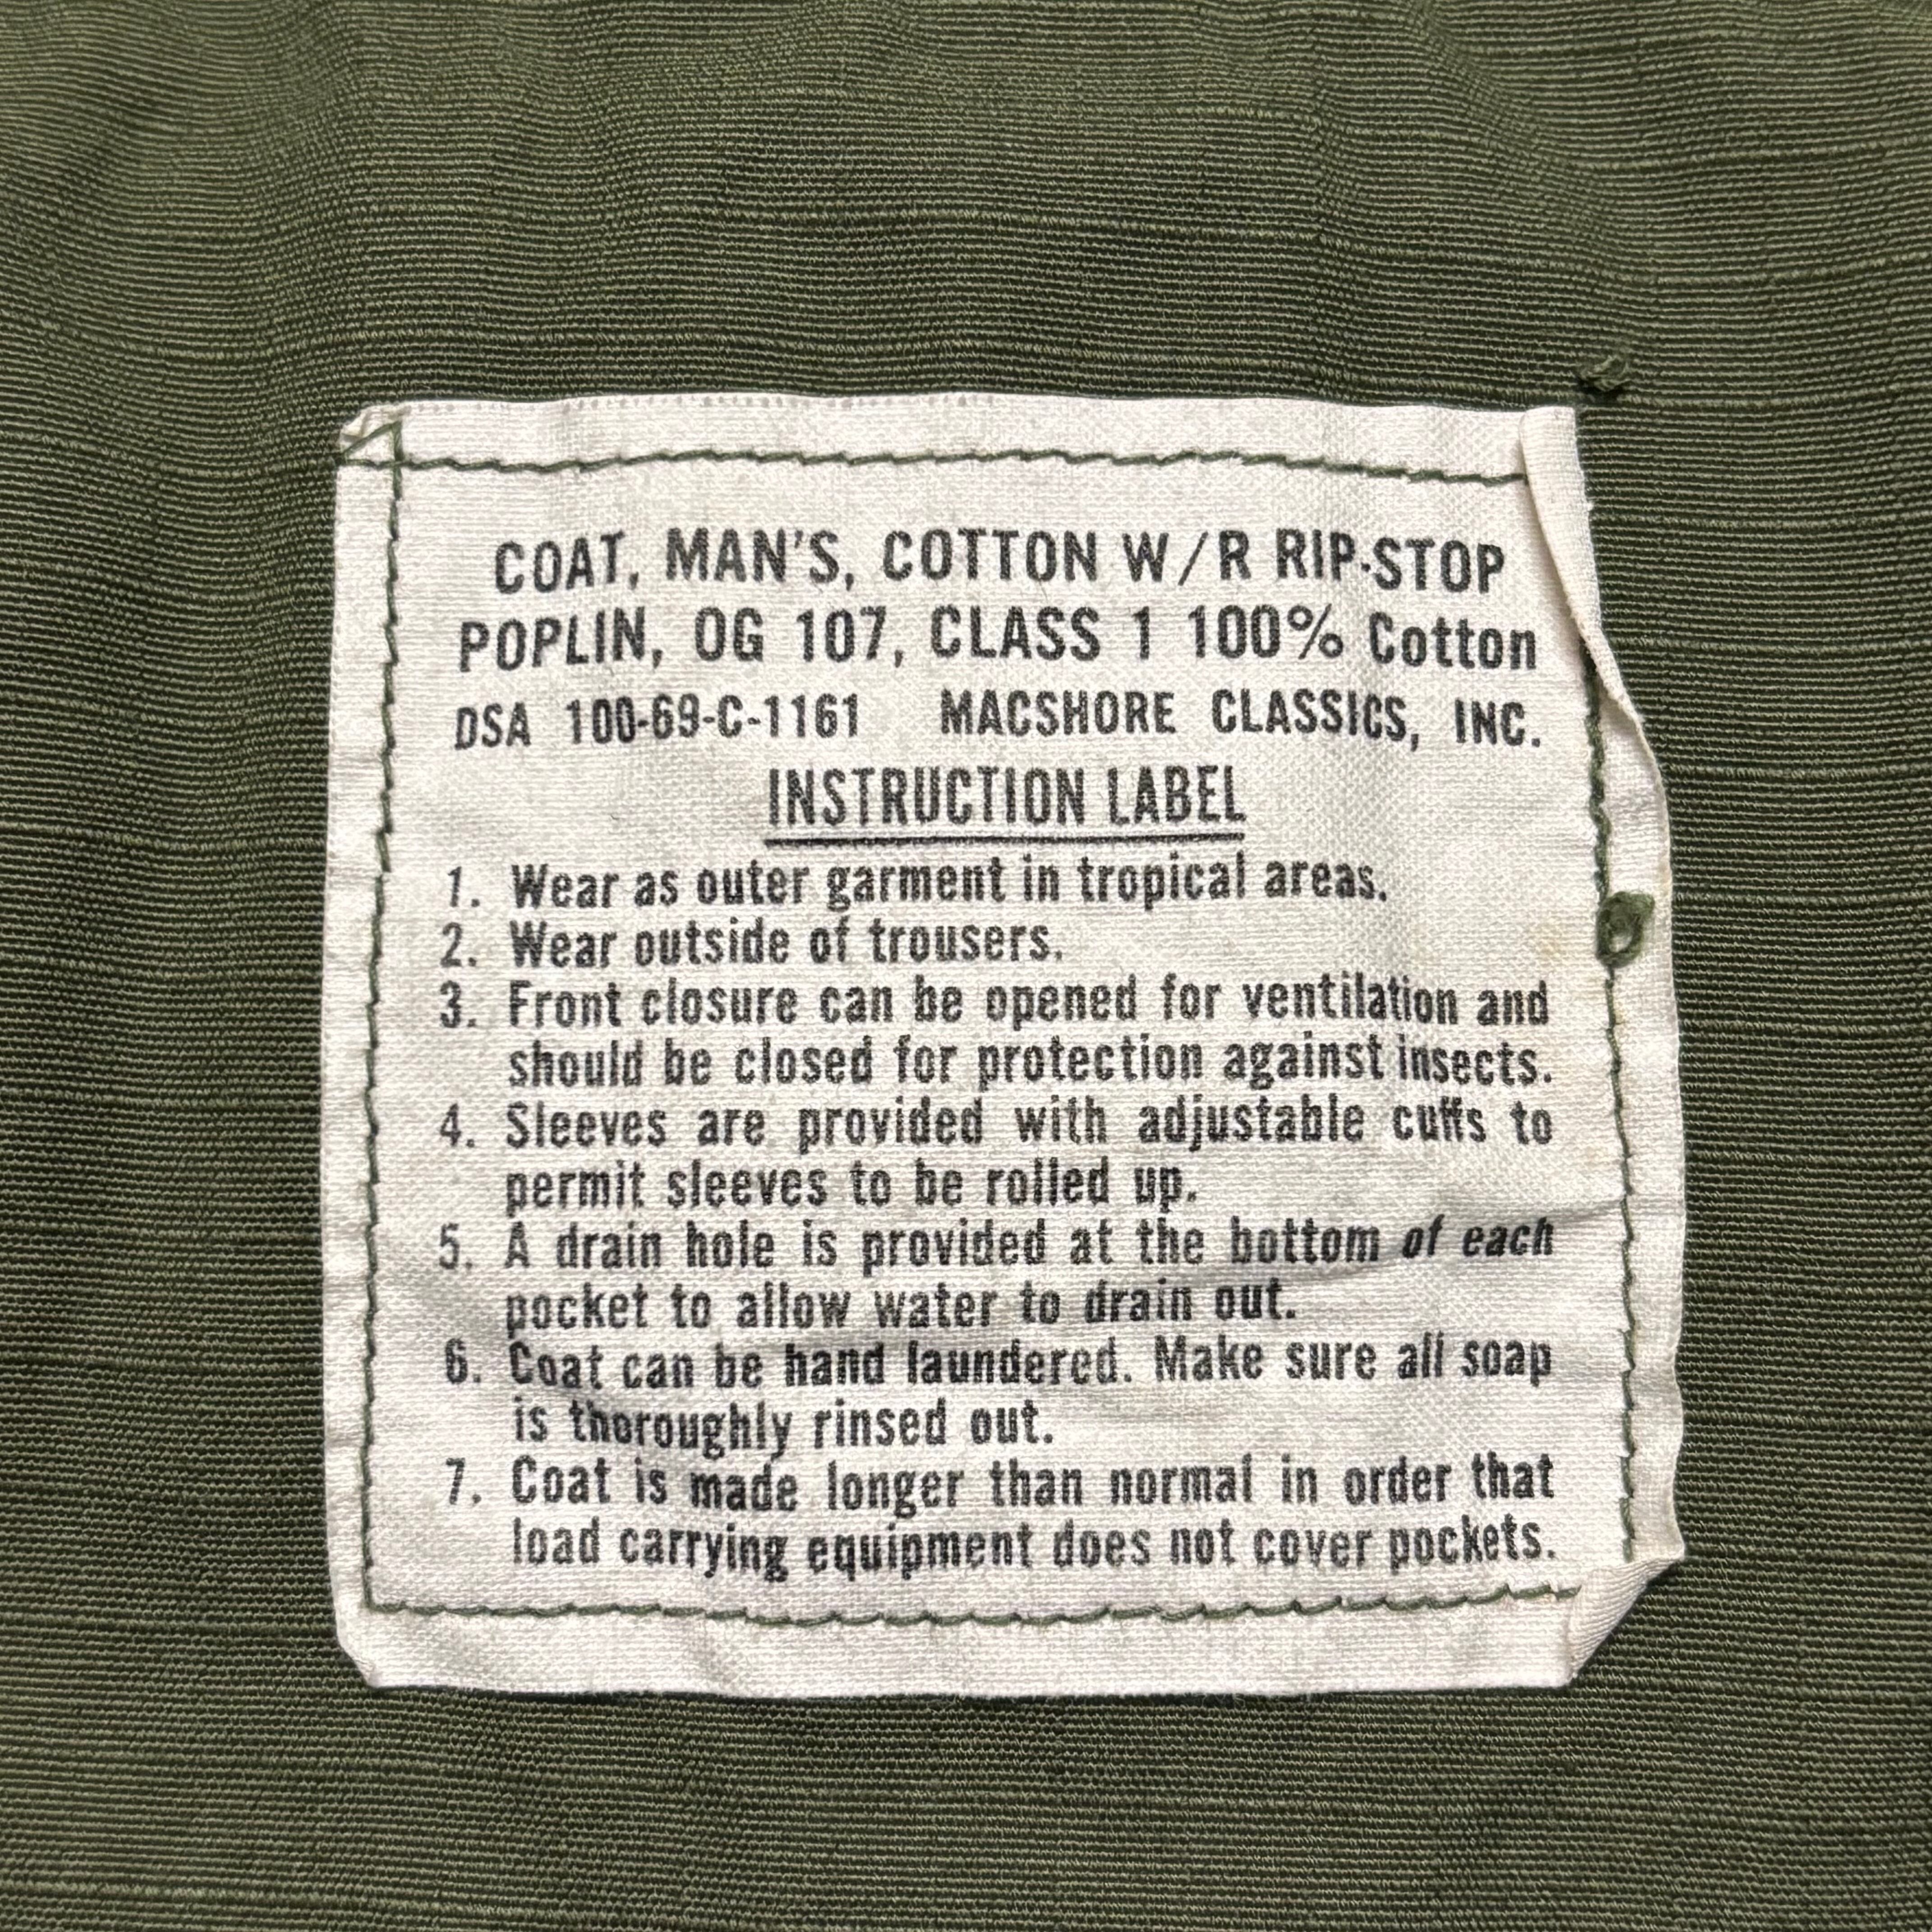 COAT, MAN'S, COTTON W/R RIP-STOP
POPLIN, OG 107, CLASS 1 100% Cotton
DSA 100-69-C-1161 MACSHORE CLASSICS, INC.
INSTRUCTION LABEL
1. Wear as outer garment in tropical areas.
2. Wear outside of trousers.
3. Front closure can be opened for ventilation and
should be closed for protection against insects.
4. Sleeves are provided with adjustable cuffs to
permit sleeves to be rolled up.
5. A drain hole is provided at the bottom of each
pocket to allow water to drain out.
6. Coat can be hand laundered. Make sure all soap
is thoroughly rinsed out.
7. Coat is made longer than normal in order that
load carrying equipment does not cover pockets.